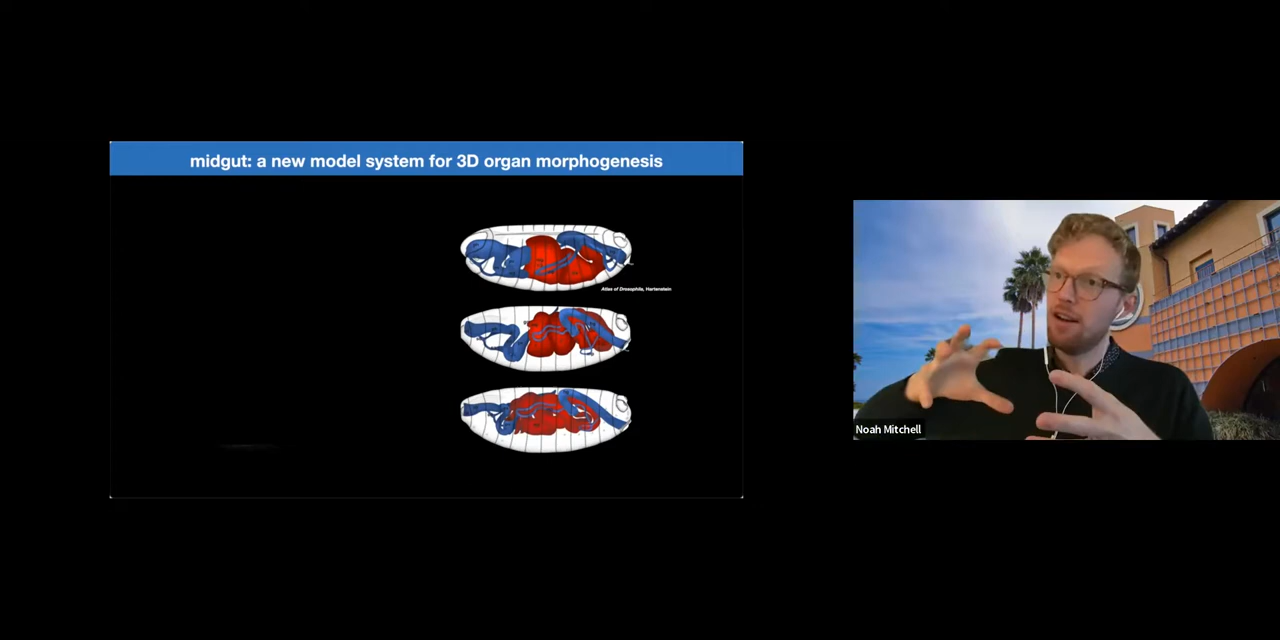 midgut: a new model system for 3D organ morphogenesis
Atlas of Drosophila, Hartenstein
Noah Mitchell